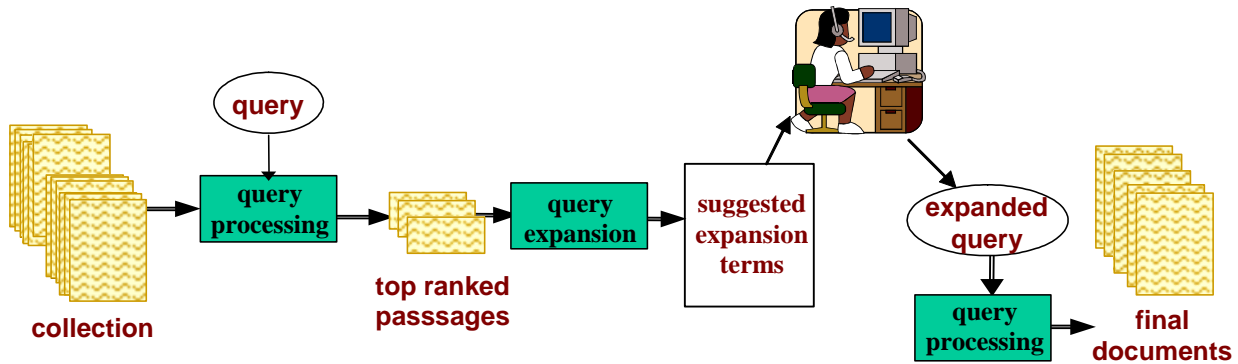 query
collection
query
processing
top ranked
passsages
query
expansion
suggested
expansion
terms
expanded
query
query
processing
final
documents